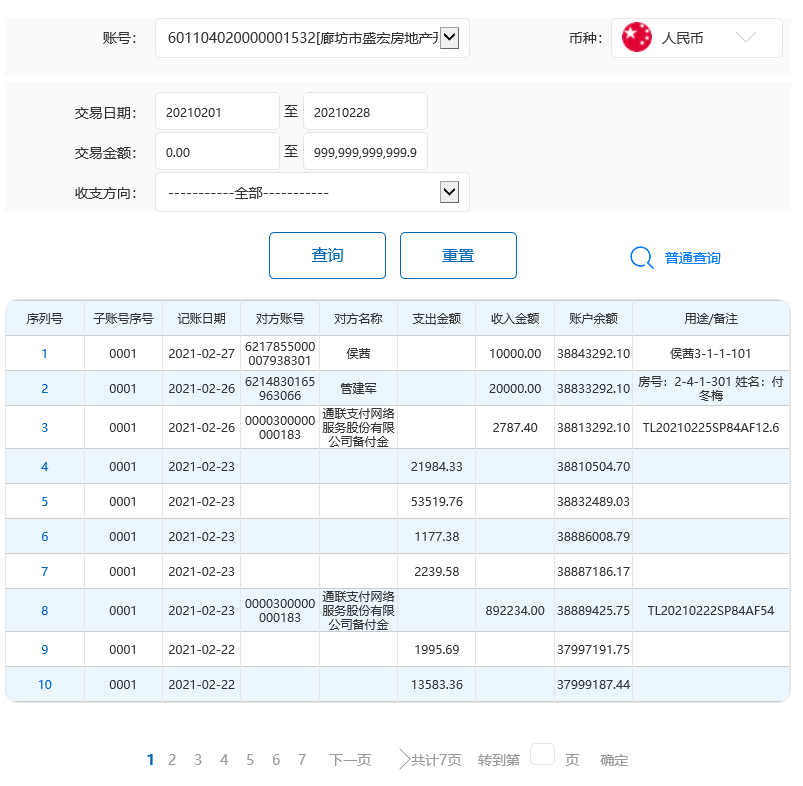 账号： 601104020000001532[廊坊市盛宏房地产开 币种： 人民币
交易日期： 20210201 至 20210228
交易金额： 0.00 至 999,999,999,999.9
收支方向： -----------全部-----------
查询 重置 普通查询
序列号 子账号序号 记账日期 对方账号 对方名称 支出金额 收入金额 账户余额 用途/备注
1 0001 2021-02-27 6217855000007938301 侯茜 10000.00 38843292.10 侯茜3-1-1-101
2 0001 2021-02-26 6214830165963066 管建军 20000.00 38833292.10 房号：2-4-1-301 姓名：付冬梅
3 0001 2021-02-26 0000300000000183 通联支付网络服务股份有限公司备付金 2787.40 38813292.10 TL20210225SP84AF12.6
4 0001 2021-02-23 21984.33 38810504.70
5 0001 2021-02-23 53519.76 38832489.03
6 0001 2021-02-23 1177.38 38886008.79
7 0001 2021-02-23 2239.58 38887186.17
8 0001 2021-02-23 0000300000000183 通联支付网络服务股份有限公司备付金 892234.00 38889425.75 TL20210222SP84AF54
9 0001 2021-02-22 1995.69 37997191.75
10 0001 2021-02-22 13583.36 37999187.44
1 2 3 4 5 6 7 下一页 共计7页 转到第 页 确定